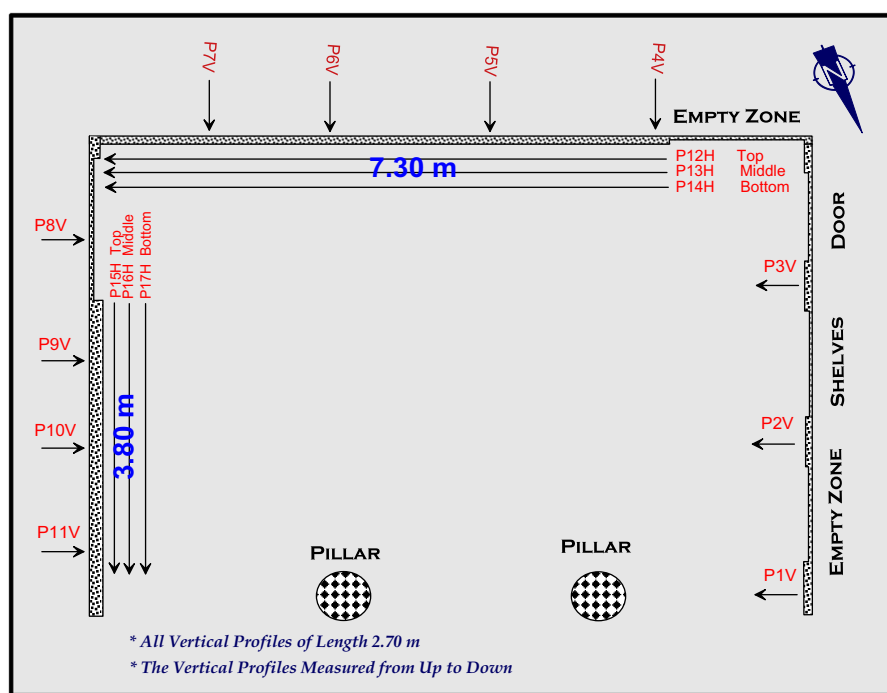 P7V
P6V
P5V
P4V
N
EMPTY ZONE
P12H Top
P13H Middle
P14H Bottom
7.30 m
P8V
P15H Top
P16H Middle
P17H Bottom
DOOR
P3V
P9V
SHELVES
3.80 m
P10V
P2V
EMPTY ZONE
P11V
PILLAR
PILLAR
P1V
* All Vertical Profiles of Length 2.70 m
* The Vertical Profiles Measured from Up to Down